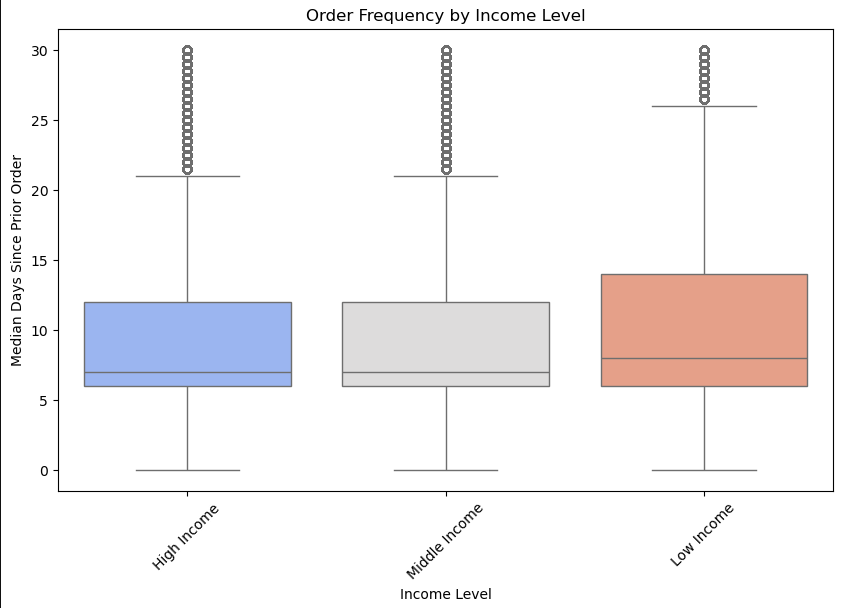 Order Frequency by Income Level
Median Days Since Prior Order
30
25
20
15
10
5
0
High Income
Middle Income
Low Income
Income Level